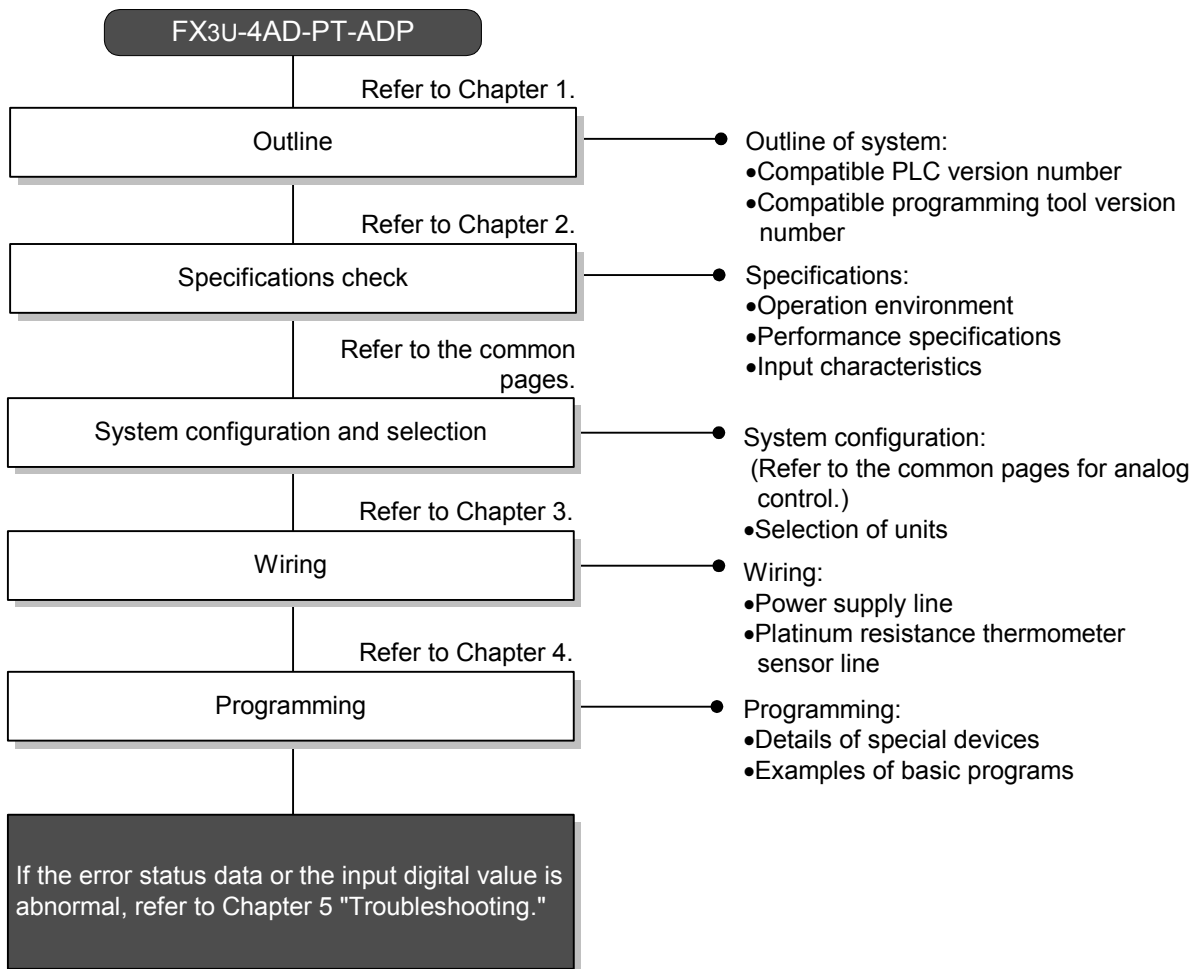 FX3U-4AD-PT-ADP
Refer to Chapter 1.
Outline
Outline of system:
•Compatible PLC version number
•Compatible programming tool version
number
Refer to Chapter 2.
Specifications check
Specifications:
•Operation environment
•Performance specifications
•Input characteristics
Refer to the common
pages.
System configuration and selection
System configuration:
(Refer to the common pages for analog
control.)
•Selection of units
Refer to Chapter 3.
Wiring
Wiring:
•Power supply line
•Platinum resistance thermometer
sensor line
Refer to Chapter 4.
Programming
Programming:
•Details of special devices
•Examples of basic programs
If the error status data or the input digital value is
abnormal, refer to Chapter 5 "Troubleshooting."